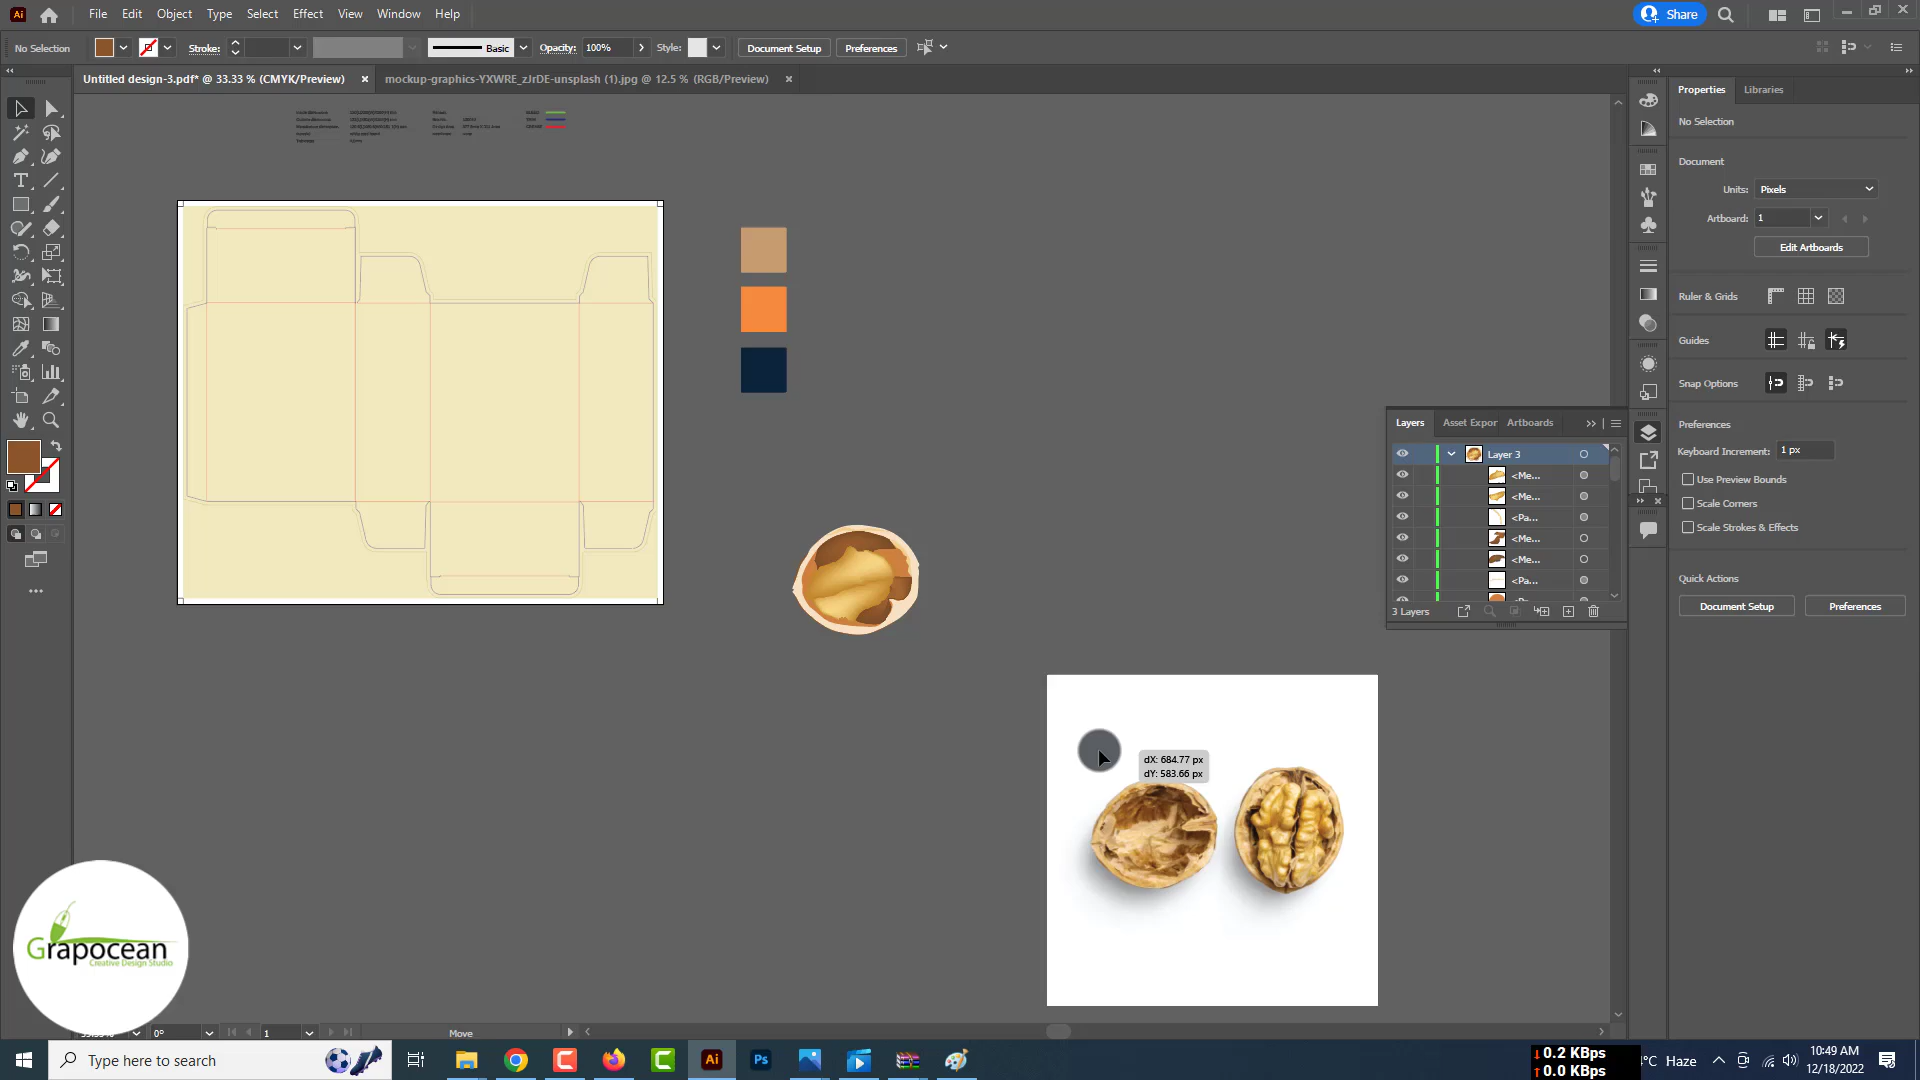 File Edit Object Type Select Effect View Window Help
Share
No Selection
Stroke:
Basic
Opacity: 100%
Style:
Document Setup
Preferences
Untitled design-3.pdf* @ 33.33 % (CMYK/Preview)
mockup-graphics-YXWRE_zJrDE-unsplash (1).jpg @ 12.5 % (RGB/Preview)
Properties
Libraries
No Selection
Document
Units: Pixels
Artboard: 1
Edit Artboards
Ruler & Grids
Guides
Snap Options
Preferences
Keyboard Increment: 1 px
Use Preview Bounds
Scale Corners
Scale Strokes & Effects
Quick Actions
Document Setup
Preferences
Layers
Asset Expor
Artboards
Layer 3
<Me...
<Me...
<Pa...
<Me...
<Me...
<Pa...
3 Layers
dX: 684.77 px
dY: 583.66 px
Grapocean
Creative Design Studio
0°
1
Move
Type here to search
Ai
Ps
0.2 KBps
0.0 KBps
°C Haze
10:49 AM
12/18/2022